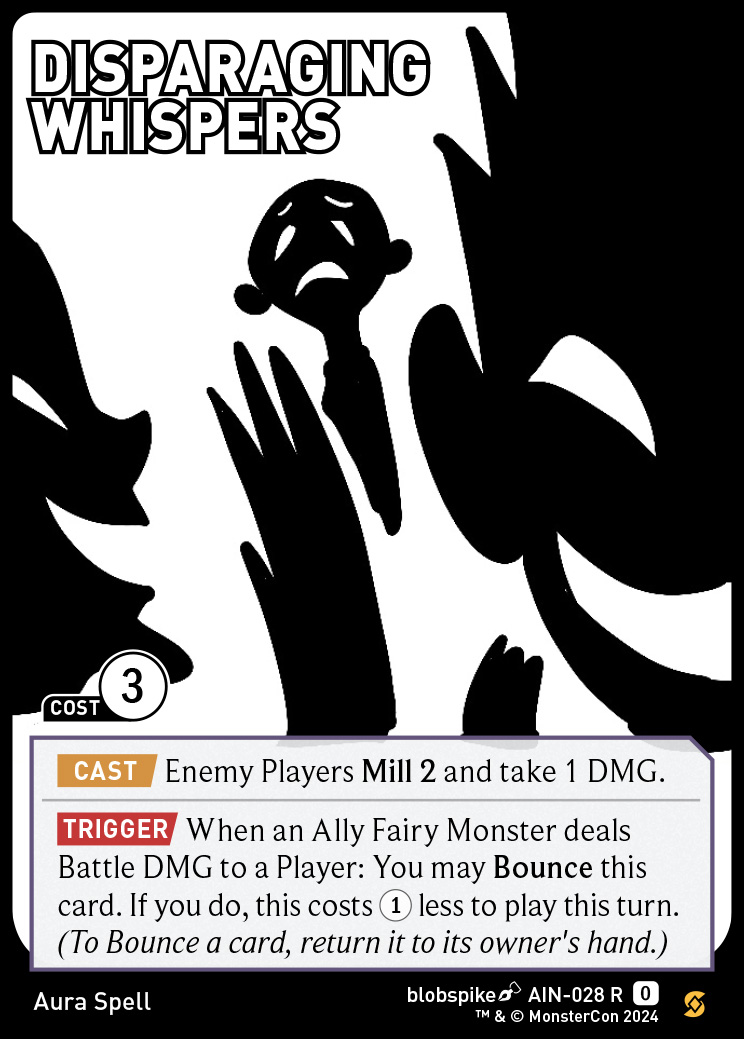 DISPARAGING
WHISPERS
COST 3
CAST Enemy Players Mill 2 and take 1 DMG.
TRIGGER When an Ally Fairy Monster deals
Battle DMG to a Player: You may Bounce this
card. If you do, this costs 1 less to play this turn.
(To Bounce a card, return it to its owner's hand.)
Aura Spell
blobspike AIN-028 R 0
™ & © MonsterCon 2024